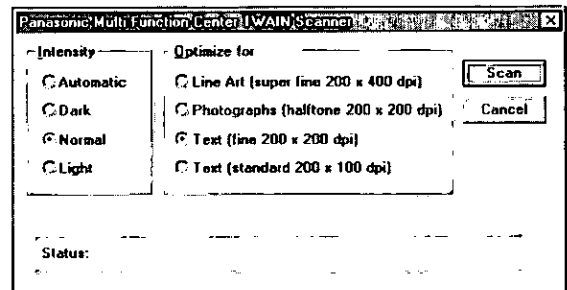 Panasonic Multi Function Center TWAIN Scanner
Intensity
Automatic
Dark
Normal
Light
Optimize for
Line Art (super fine 200 x 400 dpi)
Photographs (halftone 200 x 200 dpi)
Text (fine 200 x 200 dpi)
Text (standard 200 x 100 dpi)
Scan
Cancel
Status: